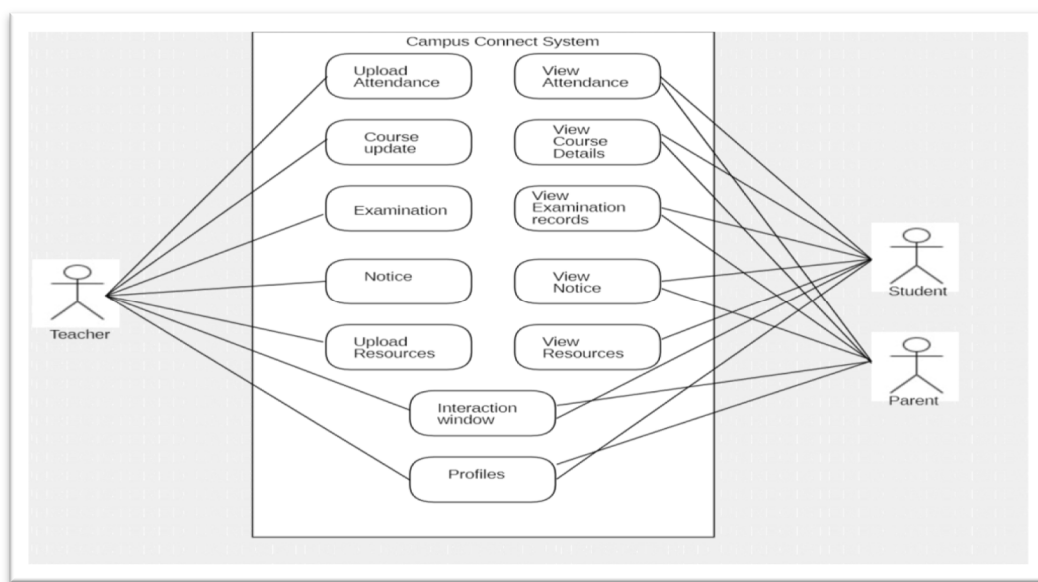 Campus Connect System
Upload
Attendance
View
Attendance
Course
update
View
Course
Details
Examination
View
Examination
records
Notice
View
Notice
Upload
Resources
View
Resources
Interaction
window
Profiles
Teacher
Student
Parent